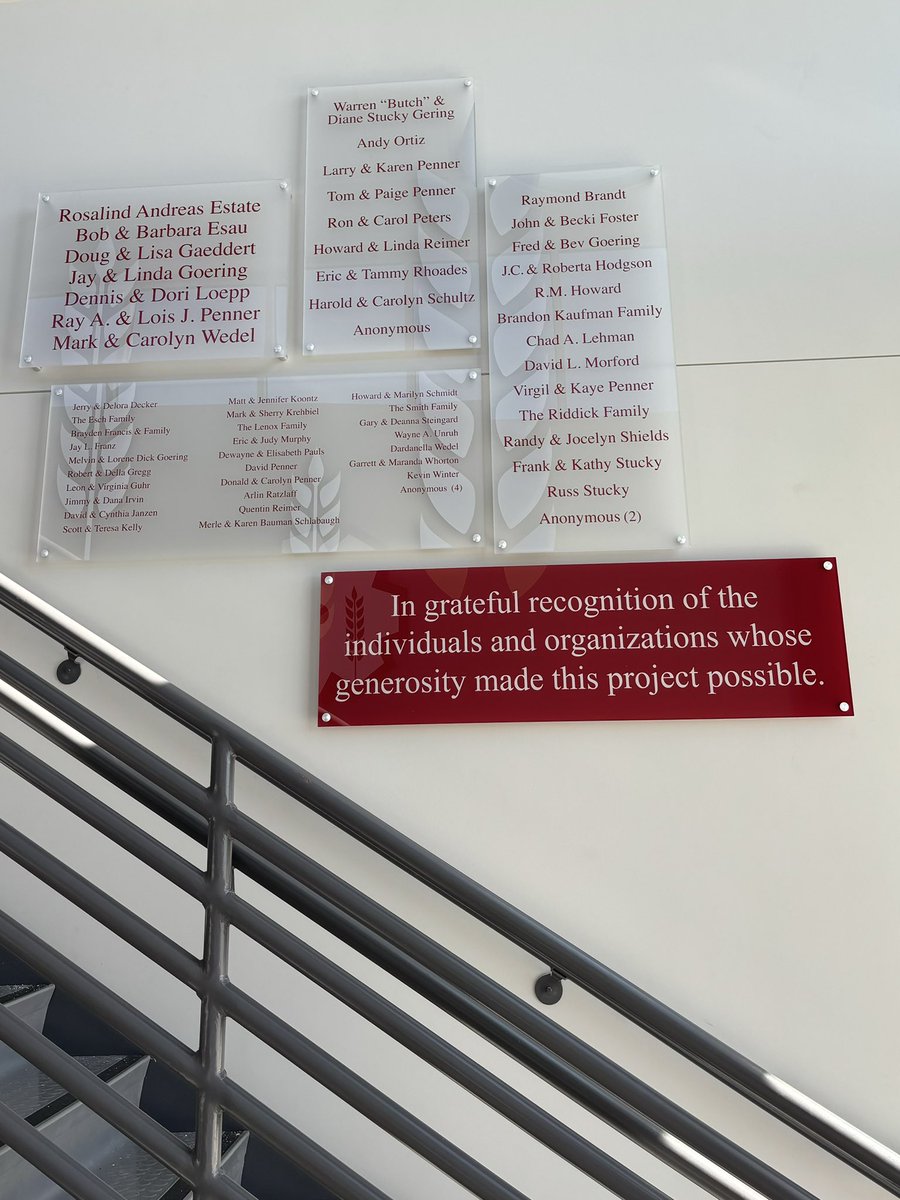 Warren “Butch” &
Diane Stucky Gering
Andy Ortiz
Larry & Karen Penner
Tom & Paige Penner
Ron & Carol Peters
Howard & Linda Reimer
Eric & Tammy Rhoades
Harold & Carolyn Schultz
Anonymous
Rosalind Andreas Estate
Bob & Barbara Esau
Doug & Lisa Gaeddert
Jay & Linda Goering
Dennis & Dori Loepp
Ray A. & Lois J. Penner
Mark & Carolyn Wedel
Raymond Brandt
John & Becki Foster
Fred & Bev Goering
J.C. & Roberta Hodgson
R.M. Howard
Brandon Kaufman Family
Chad A. Lehman
David L. Morford
Virgil & Kaye Penner
The Riddick Family
Randy & Jocelyn Shields
Frank & Kathy Stucky
Russ Stucky
Anonymous (2)
Jerry & Delora Decker
The Esch Family
Brayden Francis & Family
Jay L. Franz
Melvin & Lorene Dick Goering
Robert & Della Gregg
Leon & Virginia Guhr
Jimmy & Dana Irvin
David & Cynthia Janzen
Scott & Teresa Kelly
Matt & Jennifer Koontz
Mark & Sherry Krehbiel
The Lenox Family
Eric & Judy Murphy
Dewayne & Elisabeth Pauls
David Penner
Donald & Carolyn Penner
Arlin Ratzlaff
Quentin Reimer
Merle & Karen Bauman Schlabaugh
Howard & Marilyn Schmidt
The Smith Family
Gary & Deanna Steingard
Wayne A. Unruh
Dardanella Wedel
Garrett & Maranda Whorton
Kevin Winter
Anonymous (4)
In grateful recognition of the
individuals and organizations whose
generosity made this project possible.